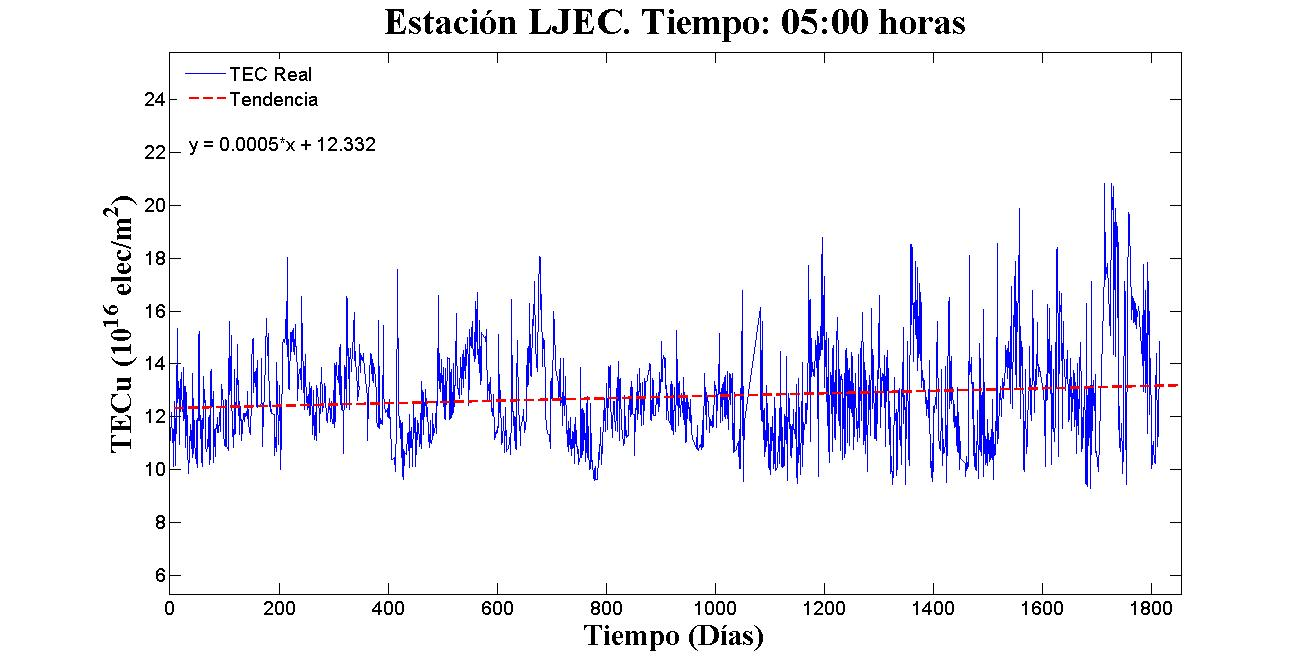 Estación LJEC. Tiempo: 05:00 horas
TEC Real
Tendencia
y = 0.0005*x + 12.332
TECu (10^16 elec/m^2)
24
22
20
18
16
14
12
10
8
6
0 200 400 600 800 1000 1200 1400 1600 1800
Tiempo (Días)